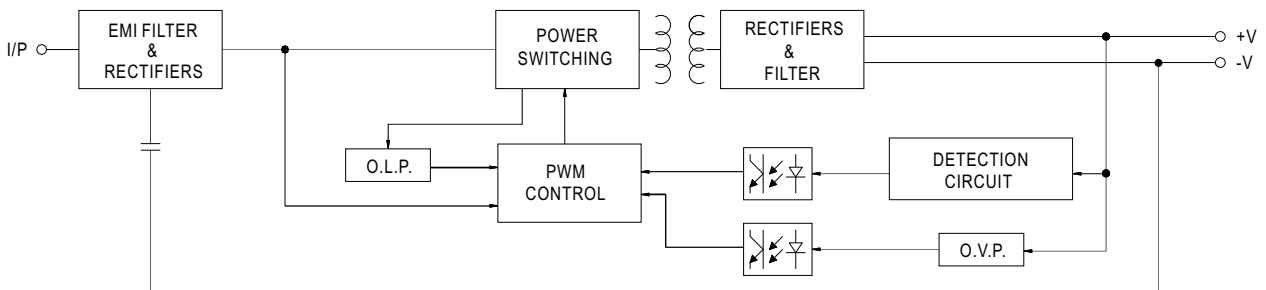 I/P
EMI FILTER
&
RECTIFIERS
POWER
SWITCHING
RECTIFIERS
&
FILTER
+V
-V
O.L.P.
PWM
CONTROL
DETECTION
CIRCUIT
O.V.P.